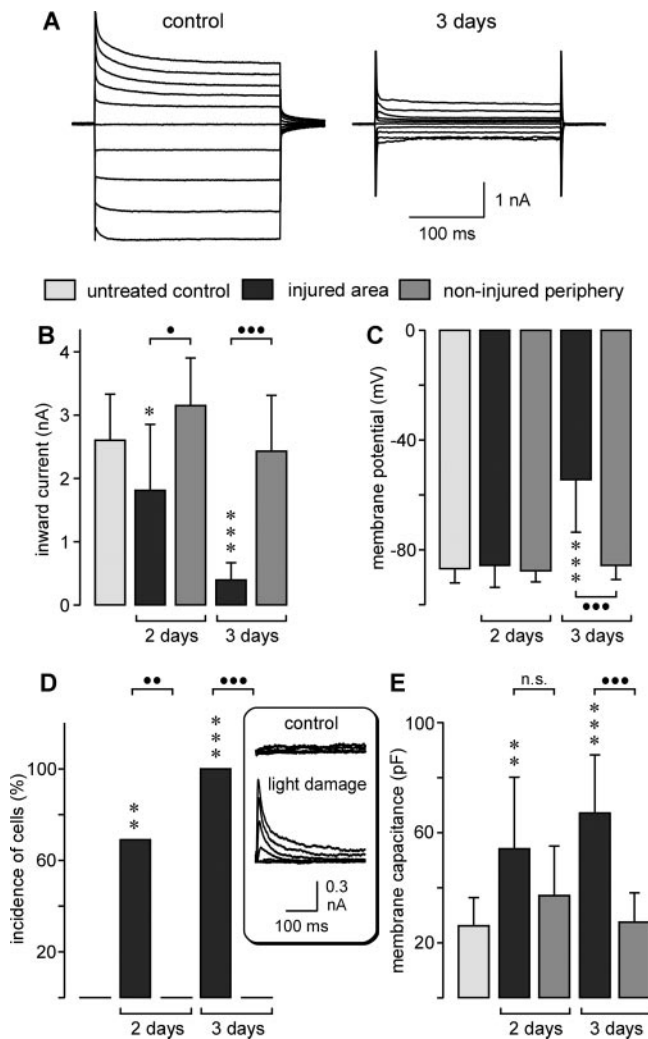 A
control
3 days
1 nA
100 ms
untreated control
injured area
non-injured periphery
B
inward current (nA)
4
3
2
1
0
*
***
•
•••
2 days
3 days
C
membrane potential (mV)
0
-40
-60
-80
***
•••
2 days
3 days
D
incidence of cells (%)
100
60
20
**
***
••
•••
2 days
3 days
control
light damage
0.3
nA
100 ms
E
membrane capacitance (pF)
100
60
20
n.s.
**
***
•••
2 days
3 days